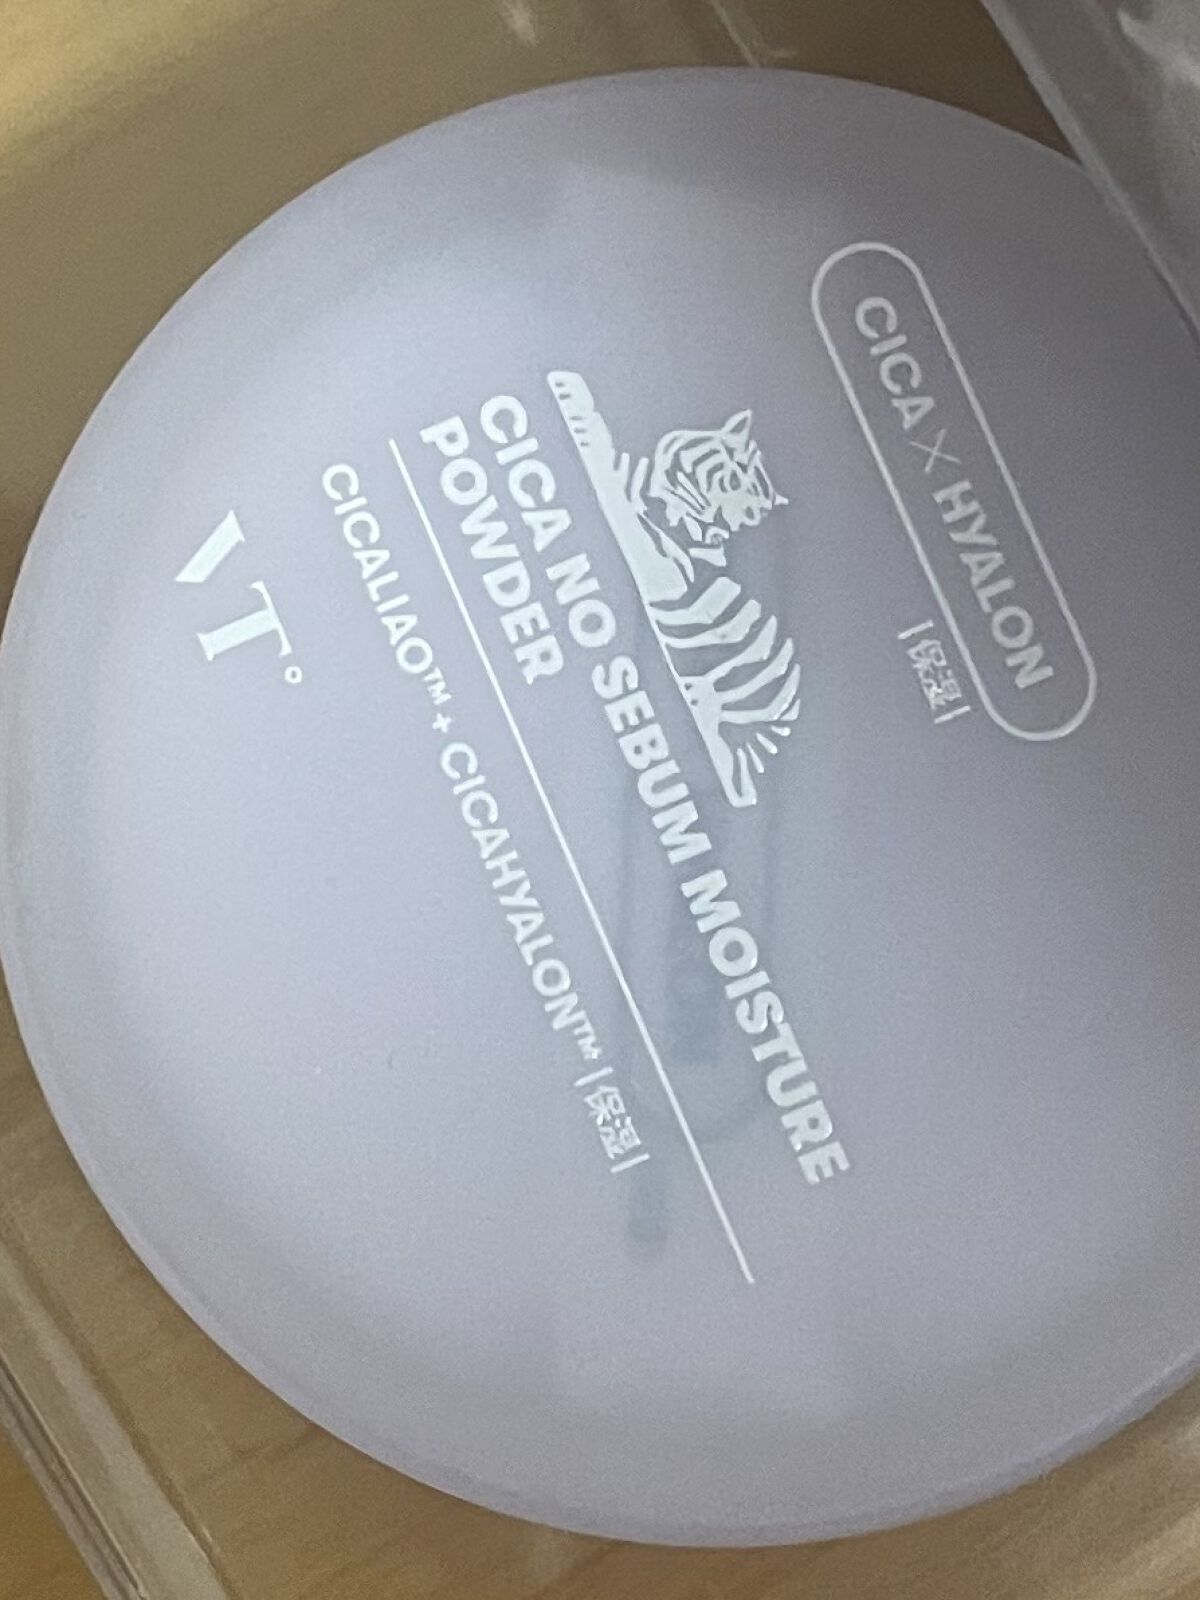 CICA × HYALON
|保湿|
CICA NO SEBUM MOISTURE
POWDER
CICALIAO™ + CICAHYALON™ |保湿|
VT°